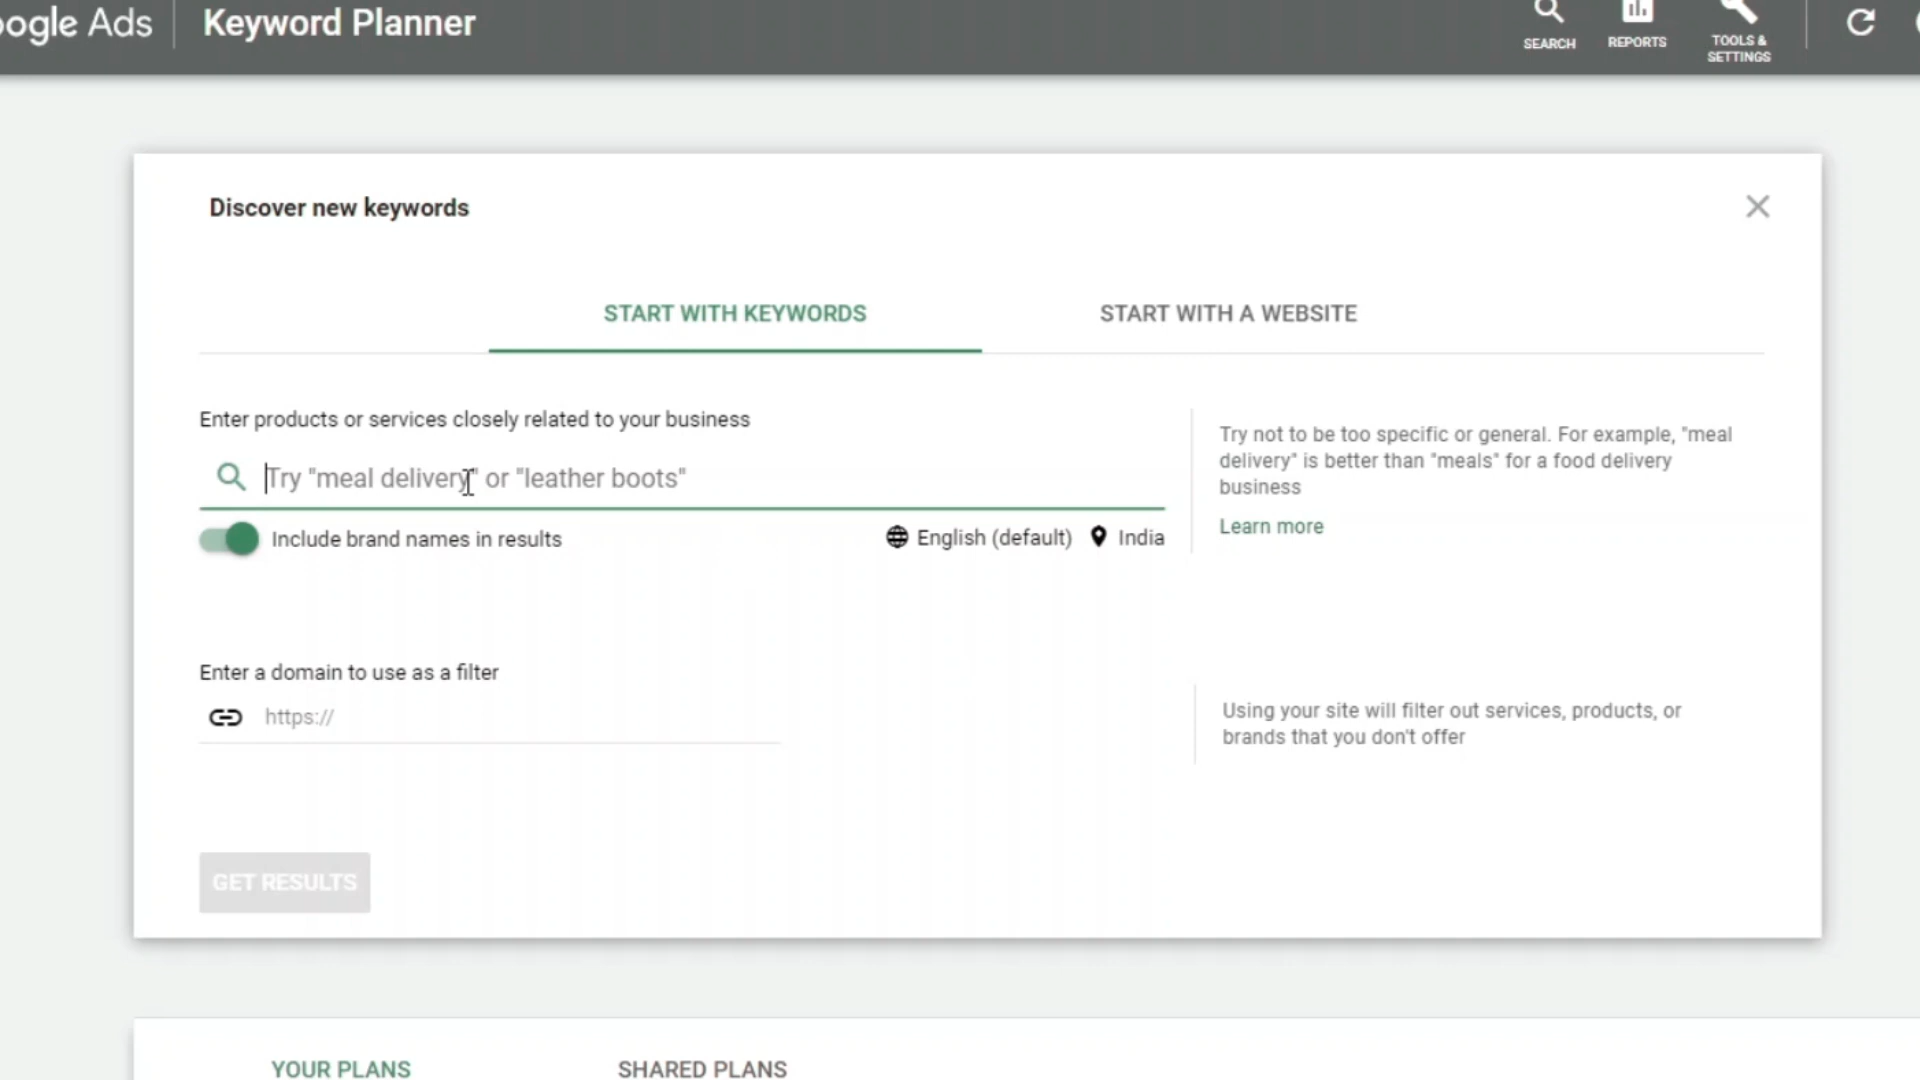 oogle Ads
Keyword Planner
SEARCH
REPORTS
TOOLS &
SETTINGS
Discover new keywords
START WITH KEYWORDS
START WITH A WEBSITE
Enter products or services closely related to your business
Try "meal delivery" or "leather boots"
Include brand names in results
English (default)
India
Try not to be too specific or general. For example, "meal
delivery" is better than "meals" for a food delivery
business
Learn more
Enter a domain to use as a filter
https://
Using your site will filter out services, products, or
brands that you don't offer
GET RESULTS
YOUR PLANS
SHARED PLANS